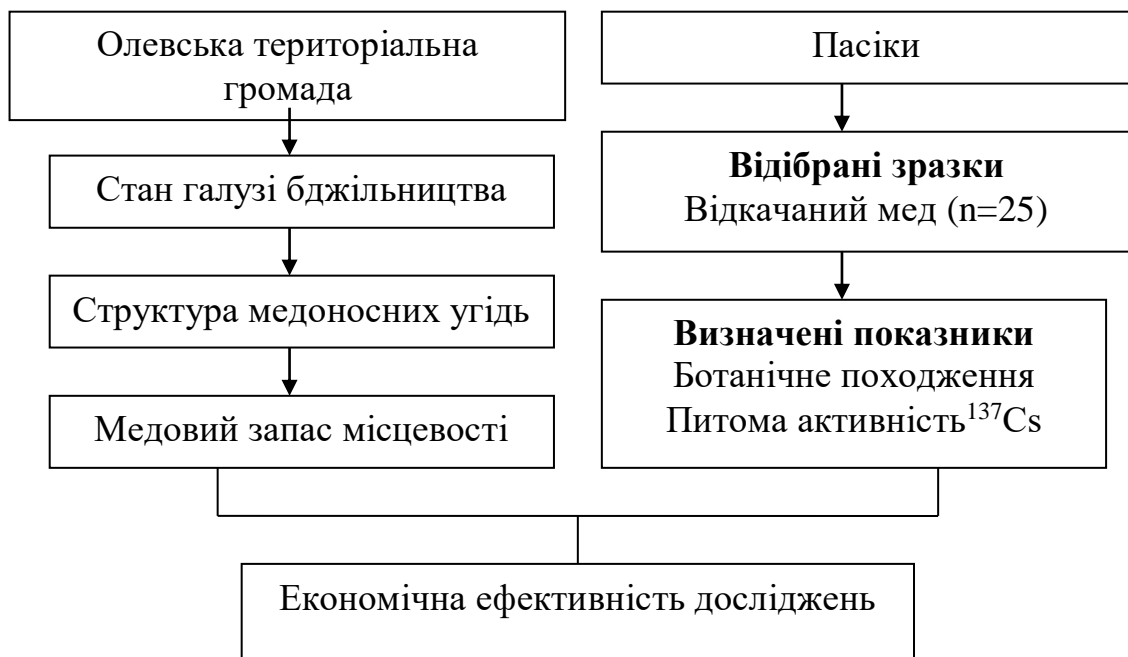 Олевська територіальна
громада
Стан галузі бджільництва
Структура медоносних угідь
Медовий запас місцевості
Пасіки
Відібрані зразки
Відкачаний мед (n=25)
Визначені показники
Ботанічне походження
Питома активність¹³⁷Cs
Економічна ефективність досліджень